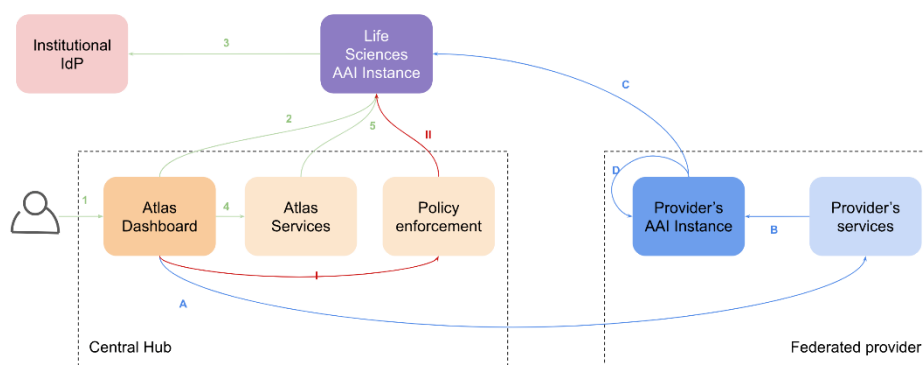 Institutional
IdP
3
Life
Sciences
AAI Instance
C
2
5
II
D
1
Atlas
Dashboard
4
Atlas
Services
Policy
enforcement
Provider's
AAI Instance
B
Provider's
services
I
A
Central Hub
Federated provider